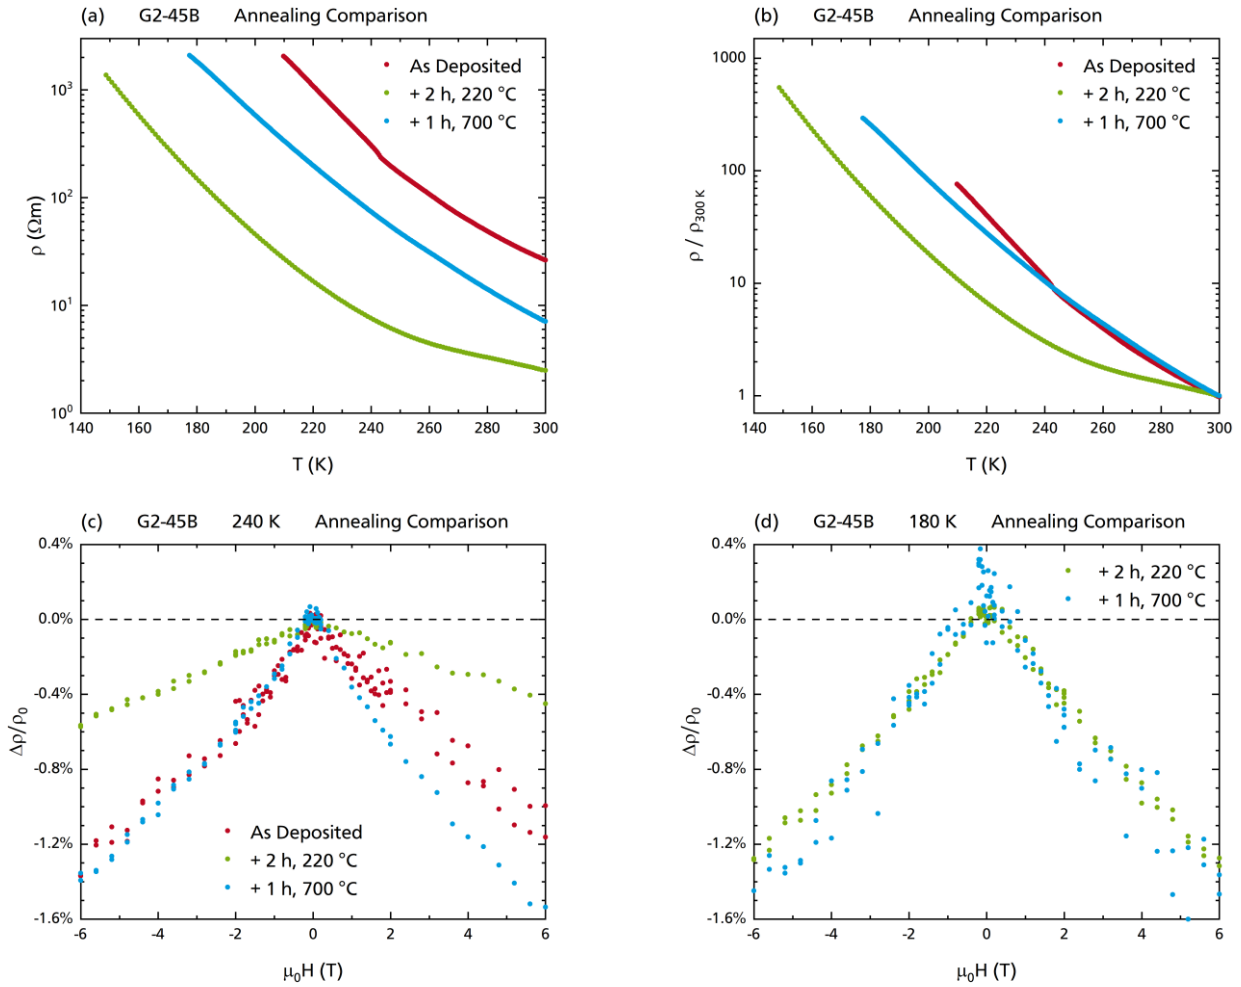 (a) G2-45B Annealing Comparison
10³
10²
10¹
10⁰
ρ (Ωm)
As Deposited
+ 2 h, 220 °C
+ 1 h, 700 °C
140 160 180 200 220 240 260 280 300
T (K)
(b) G2-45B Annealing Comparison
1000
100
10
1
ρ / ρ300 K
As Deposited
+ 2 h, 220 °C
+ 1 h, 700 °C
140 160 180 200 220 240 260 280 300
T (K)
(c) G2-45B 240 K Annealing Comparison
0.4%
0.0%
-0.4%
-0.8%
-1.2%
-1.6%
Δρ/ρ0
As Deposited
+ 2 h, 220 °C
+ 1 h, 700 °C
-6 -4 -2 0 2 4 6
μ0H (T)
(d) G2-45B 180 K Annealing Comparison
0.4%
0.0%
-0.4%
-0.8%
-1.2%
-1.6%
Δρ/ρ0
+ 2 h, 220 °C
+ 1 h, 700 °C
-6 -4 -2 0 2 4 6
μ0H (T)